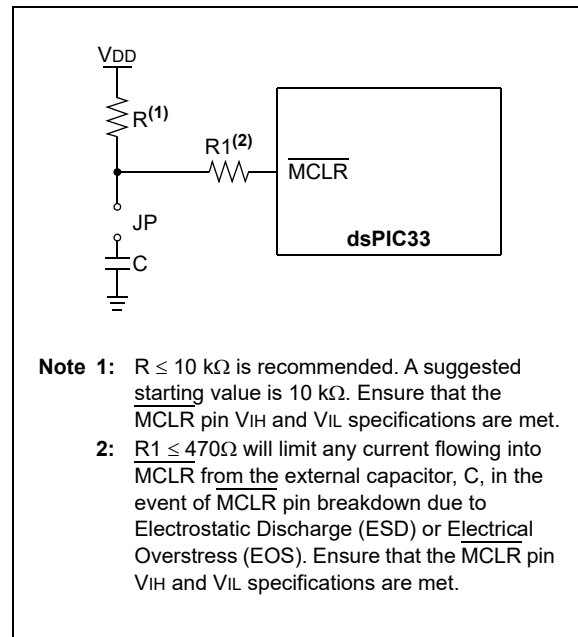 VDD
R(1)
R1(2)
MCLR
JP
dsPIC33
C
Note 1: R ≤ 10 kΩ is recommended. A suggested
starting value is 10 kΩ. Ensure that the
MCLR pin VIH and VIL specifications are met.
2: R1 ≤ 470Ω will limit any current flowing into
MCLR from the external capacitor, C, in the
event of MCLR pin breakdown due to
Electrostatic Discharge (ESD) or Electrical
Overstress (EOS). Ensure that the MCLR pin
VIH and VIL specifications are met.